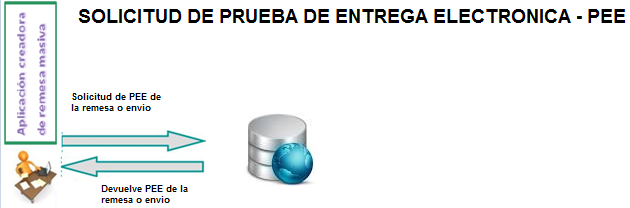 SOLICITUD DE PRUEBA DE ENTREGA ELECTRONICA - PEE
Aplicación creadora
de remesa masiva
Solicitud de PEE de
la remesa o envio
Devuelve PEE de la
remesa o envio